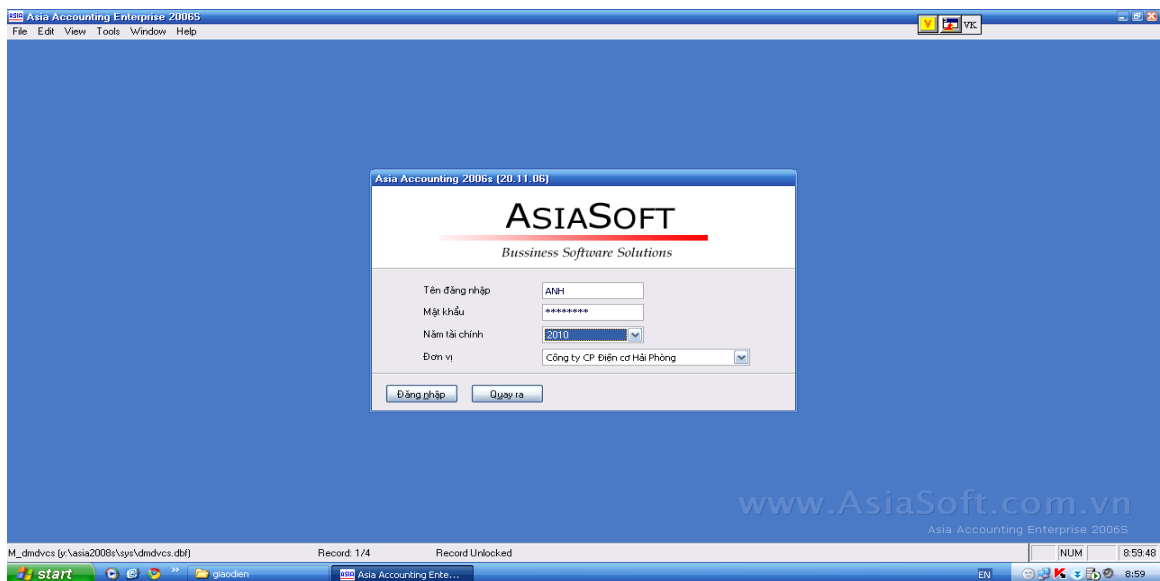 ASIA Asia Accounting Enterprise 2006S
File Edit View Tools Window Help
V VK
Asia Accounting 2006s (20.11.06)
ASIASOFT
Bussiness Software Solutions
Tên đăng nhập ANH
Mật khẩu ********
Năm tài chính 2010
Đơn vị Công ty CP Điện cơ Hải Phòng
Đăng nhập Quay ra
www.AsiaSoft.com.vn
Asia Accounting Enterprise 2006S
M_dmdvcs (y:\asia2008s\sys\dmdvcs.dbf) Record: 1/4 Record Unlocked NUM 8:59:48
start » giaodien ASIA Asia Accounting Ente... EN K 8:59